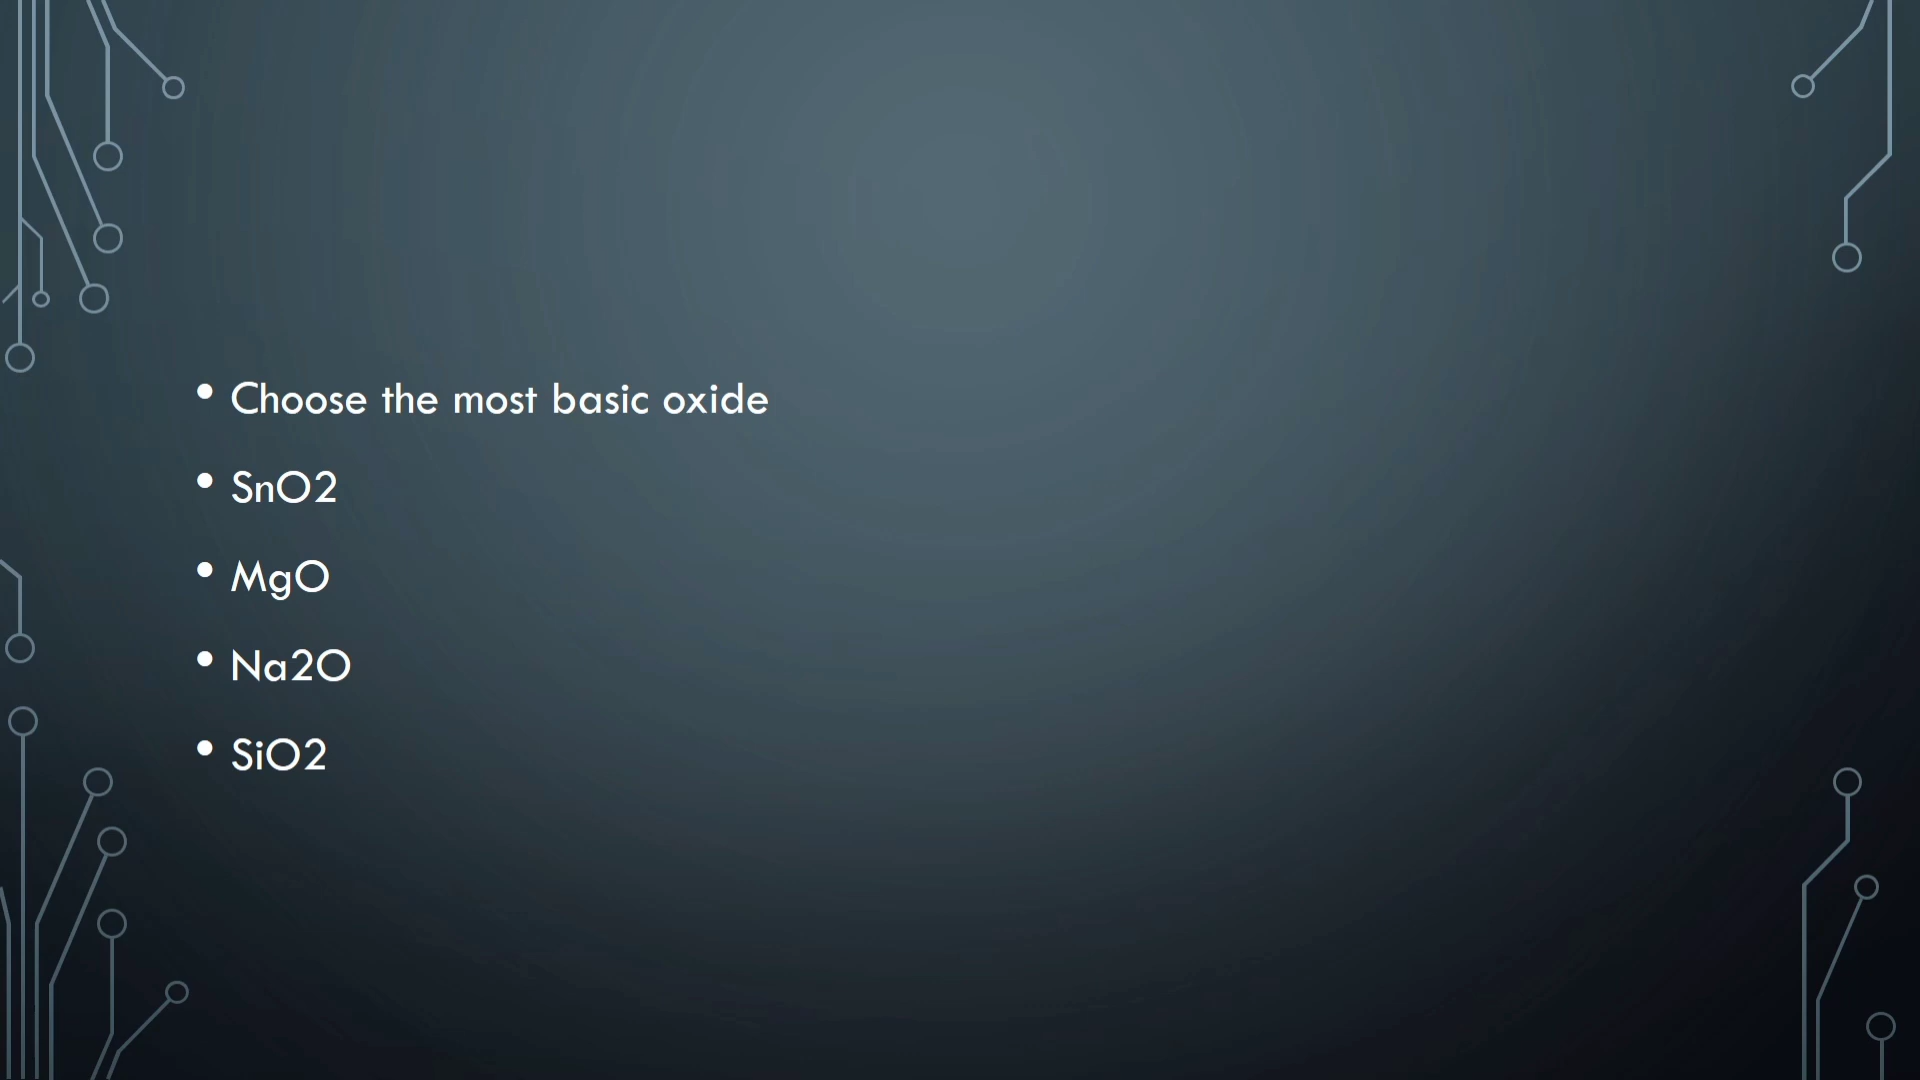 • Choose the most basic oxide
• SnO2
• MgO
• Na2O
• SiO2